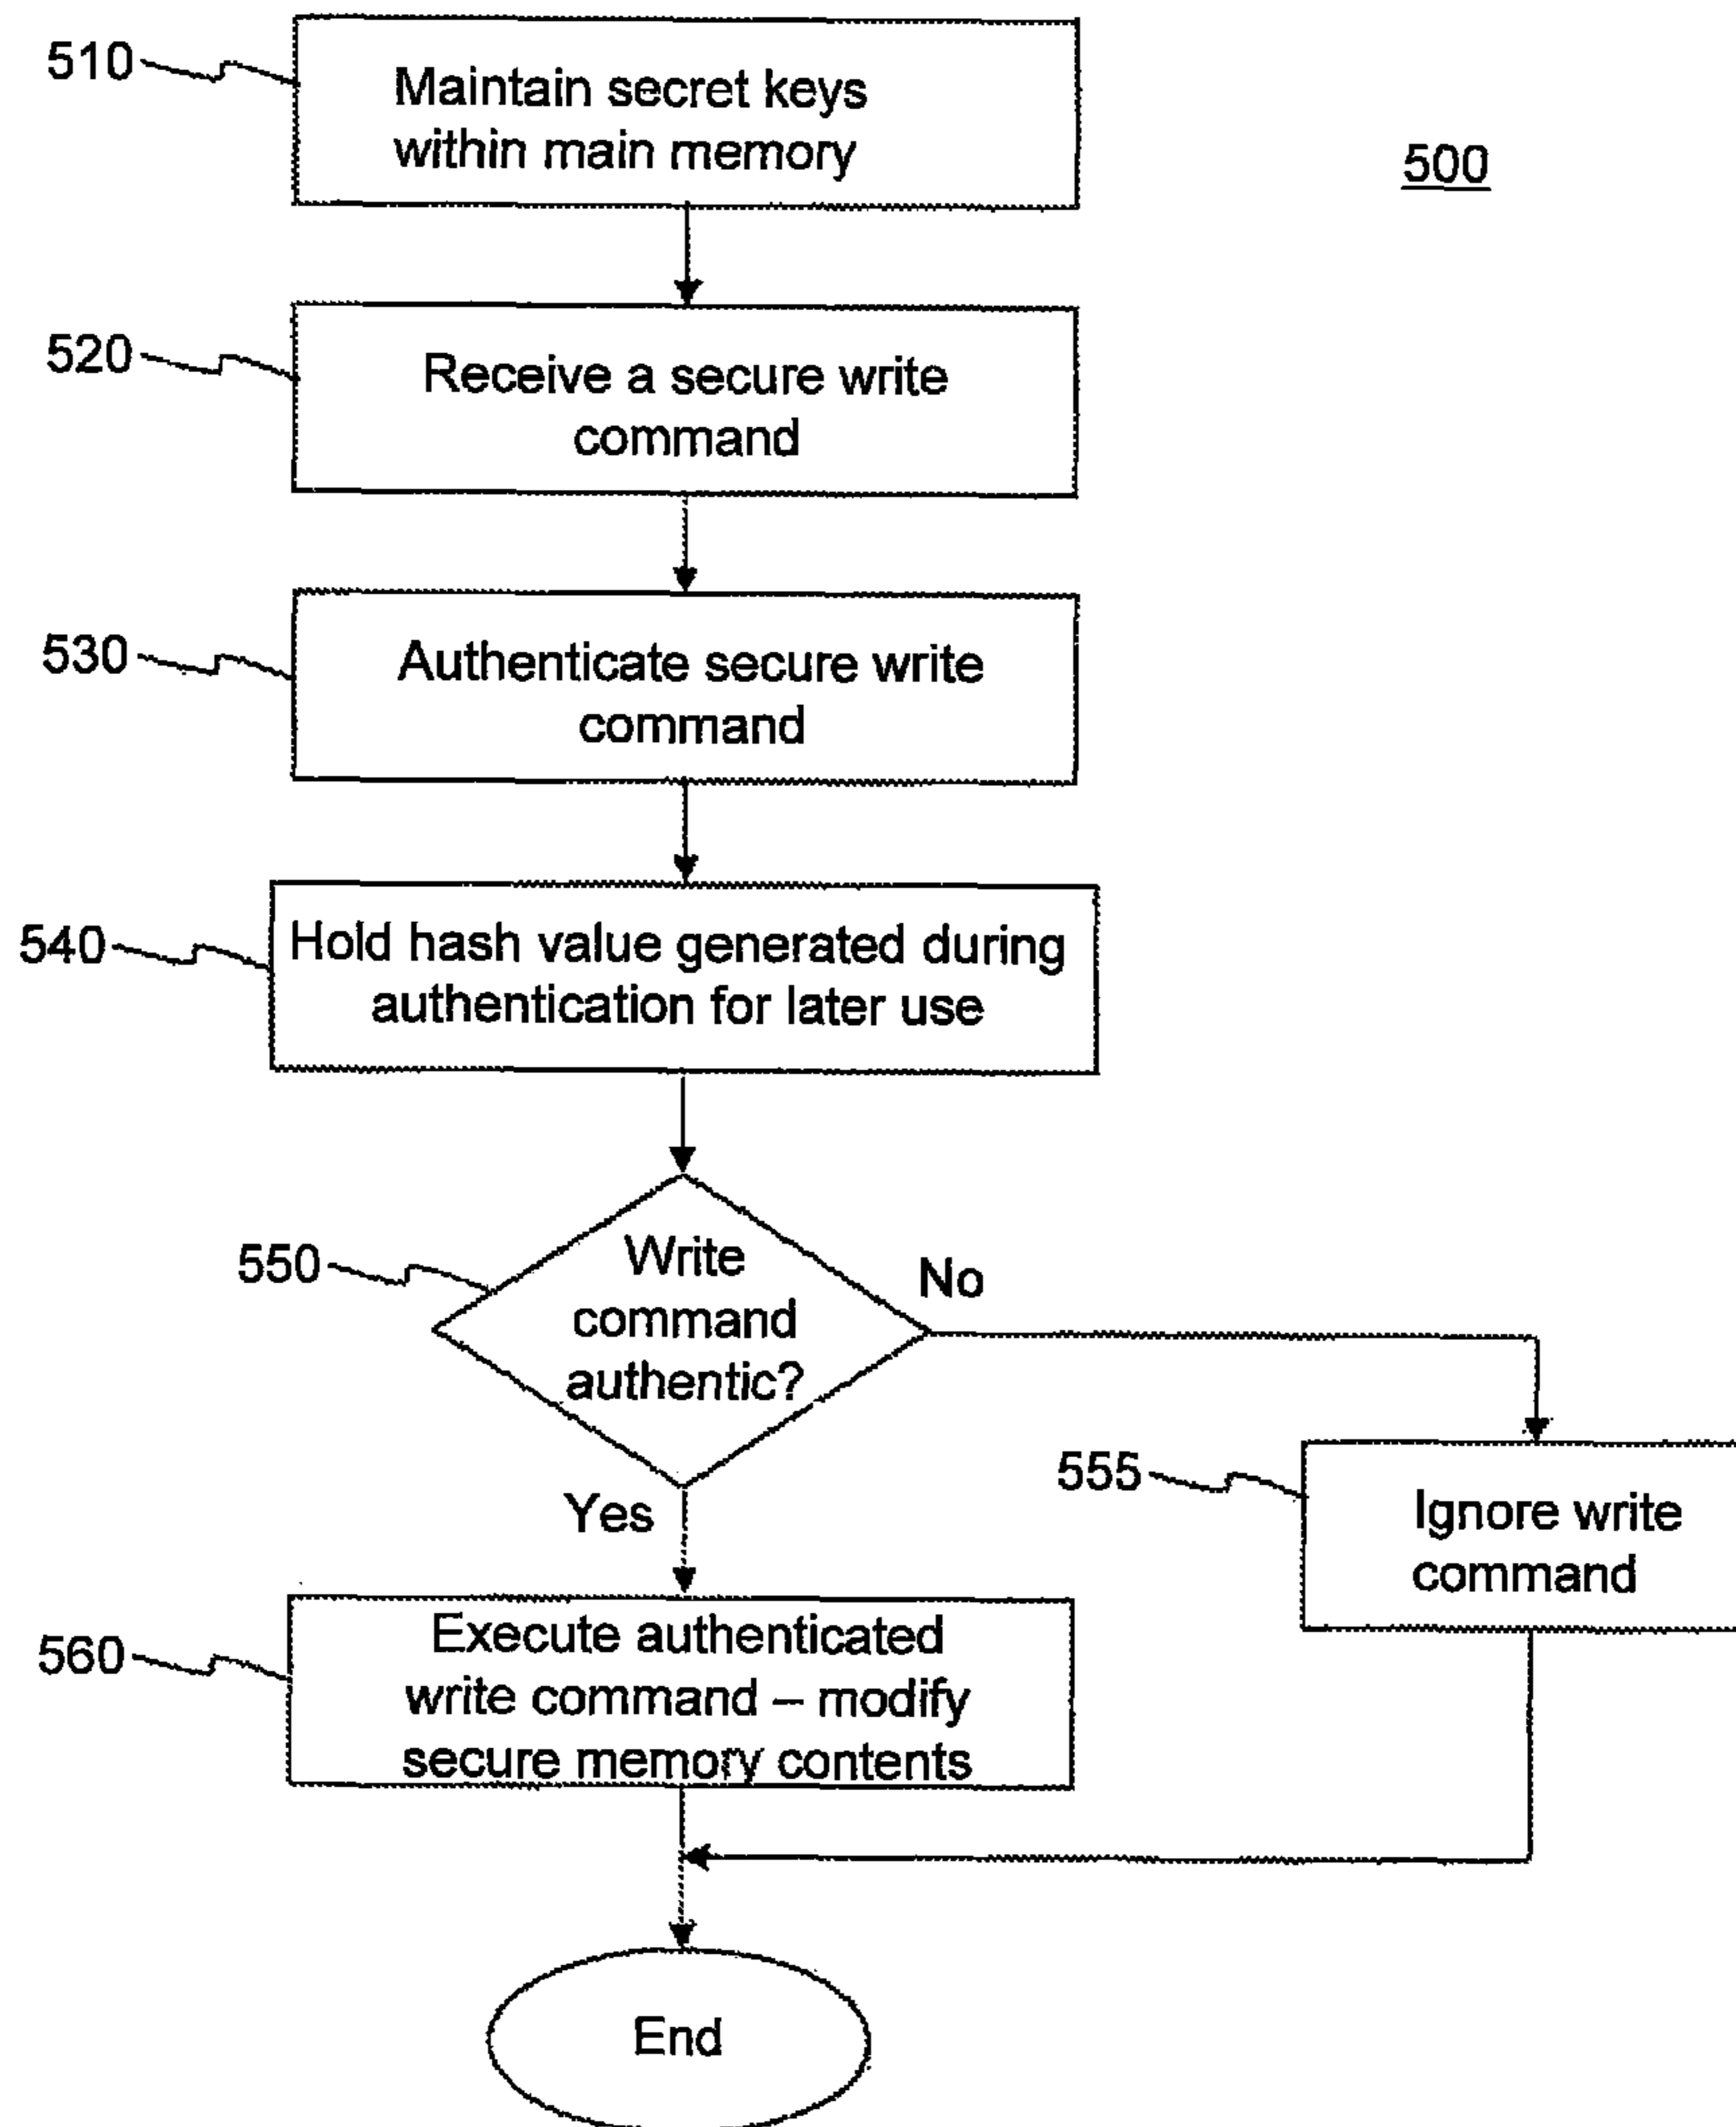 510
Maintain secret keys
within main memory
500
520
Receive a secure write
command
530
Authenticate secure write
command
540
Hold hash value generated during
authentication for later use
550
Write
command
authentic?
No
Yes
555
Ignore write
command
560
Execute authenticated
write command – modify
secure memory contents
End